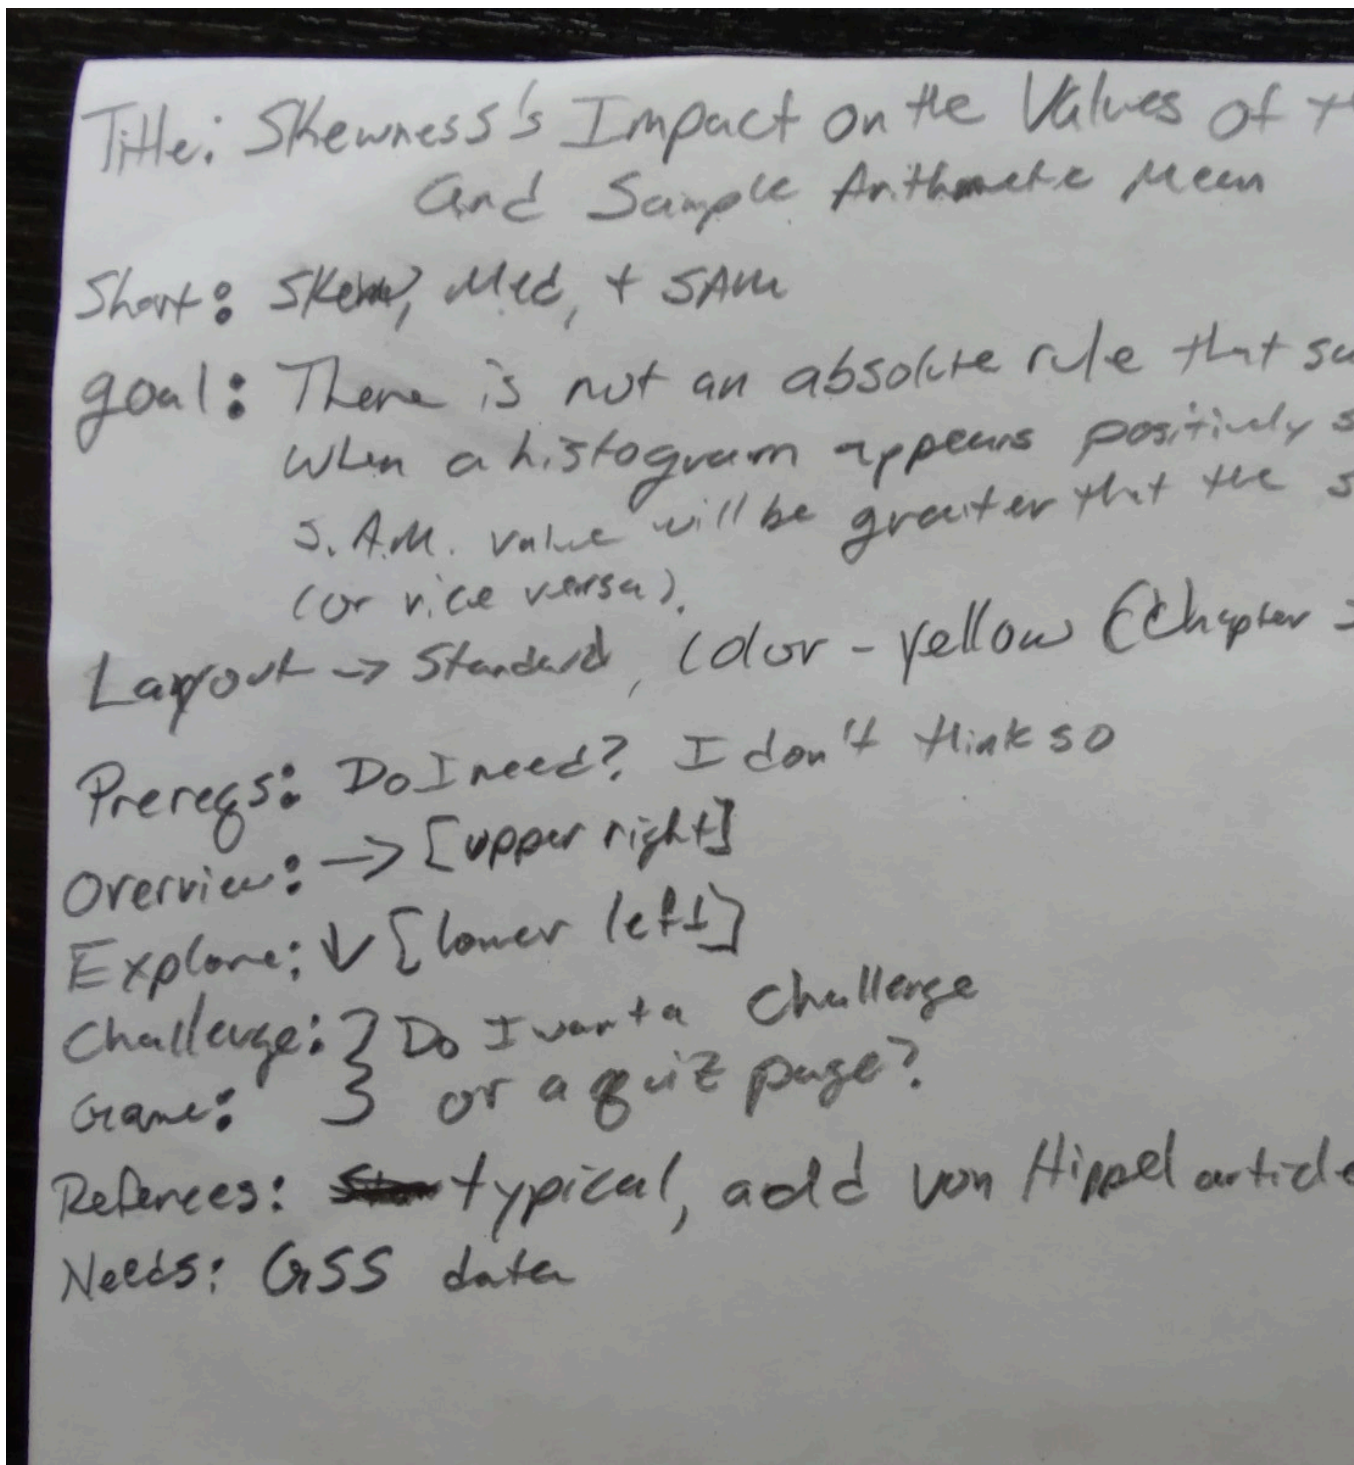 Title: Skewness's Impact on the Values of th
and Sample Arithmetic Mean
Short: Skew, Med, + SAM
goal: There is not an absolute rule that su
when a histogram appears positively s
S.A.M. value will be greater that the s
(or vice versa).
Layout -> Standard, Color - yellow (Chapter
Prereqs: Do I need? I don't think so
Overview: -> [upper right]
Explore: ↓ [lower left]
Challenge: } Do I want a challenge
Game: } or a quiz page?
Refernces: typical, add von Hippel article
Needs: GSS data